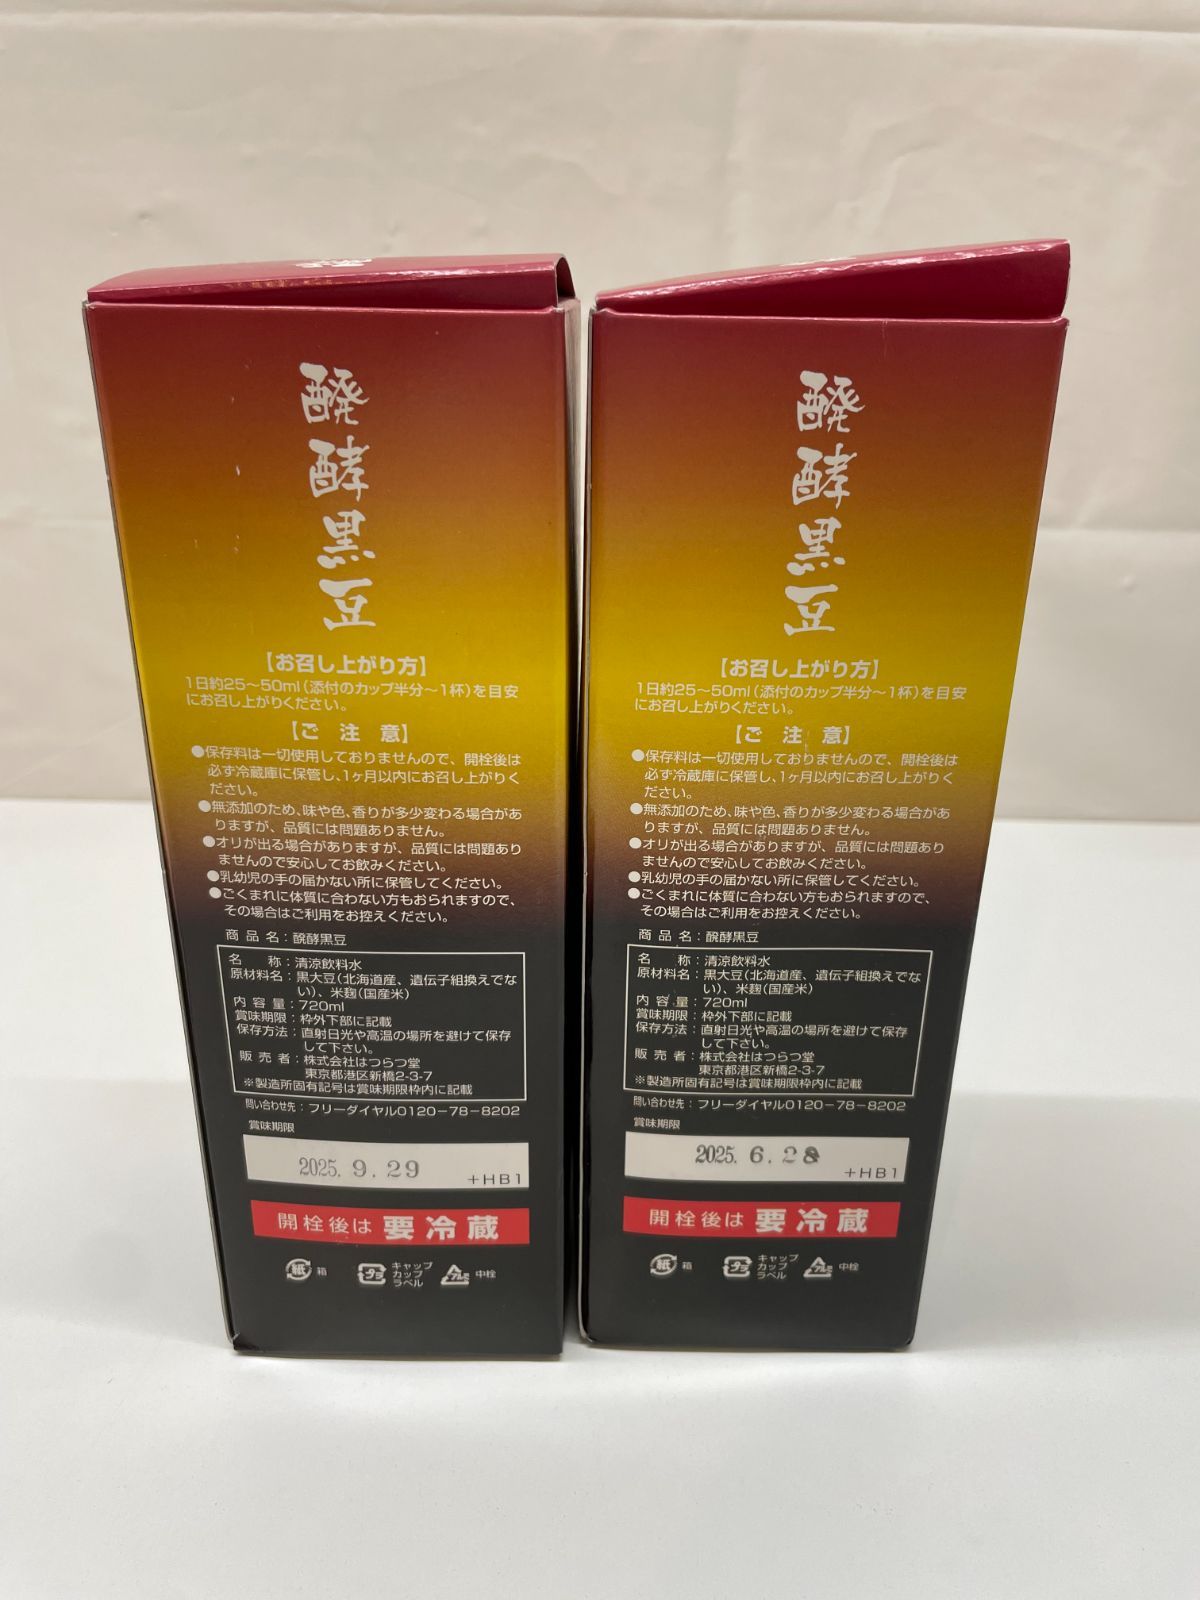 醗酵黒豆
【お召し上がり方】
1日約25〜50ml（添付のカップ半分〜1杯）を目安
にお召し上がりください。
【ご注意】
●保存料は一切使用しておりませんので、開栓後は
必ず冷蔵庫に保管し、1ヶ月以内にお召し上がりく
ださい。
●無添加のため、味や色、香りが多少変わる場合があ
りますが、品質には問題ありません。
●オリが出る場合がありますが、品質には問題あり
ませんので安心してお飲みください。
●乳幼児の手の届かない所に保管してください。
●ごくまれに体質に合わない方もおられますので、
その場合はご利用をお控えください。
商品名：醗酵黒豆
名称：清涼飲料水
原材料名：黒大豆（北海道産、遺伝子組換えでな
い）、米麹（国産米）
内容量：720ml
賞味期限：枠外下部に記載
保存方法：直射日光や高温の場所を避けて保存
して下さい。
販売者：株式会社はつらつ堂
東京都港区新橋2-3-7
※製造所固有記号は賞味期限枠内に記載
問い合わせ先：フリーダイヤル0120−78−8202
賞味期限
2025. 9. 29
+HB1
開栓後は 要冷蔵
紙 箱
プラ キャップ
カップ
ラベル
アルミ 中栓
醗酵黒豆
【お召し上がり方】
1日約25〜50ml（添付のカップ半分〜1杯）を目安
にお召し上がりください。
【ご注意】
●保存料は一切使用しておりませんので、開栓後は
必ず冷蔵庫に保管し、1ヶ月以内にお召し上がりく
ださい。
●無添加のため、味や色、香りが多少変わる場合があ
りますが、品質には問題ありません。
●オリが出る場合がありますが、品質には問題あり
ませんので安心してお飲みください。
●乳幼児の手の届かない所に保管してください。
●ごくまれに体質に合わない方もおられますので、
その場合はご利用をお控えください。
商品名：醗酵黒豆
名称：清涼飲料水
原材料名：黒大豆（北海道産、遺伝子組換えでな
い）、米麹（国産米）
内容量：720ml
賞味期限：枠外下部に記載
保存方法：直射日光や高温の場所を避けて保存
して下さい。
販売者：株式会社はつらつ堂
東京都港区新橋2-3-7
※製造所固有記号は賞味期限枠内に記載
問い合わせ先：フリーダイヤル0120−78−8202
賞味期限
2025. 6. 28
+HB1
開栓後は 要冷蔵
紙 箱
プラ キャップ
カップ
ラベル
アルミ 中栓